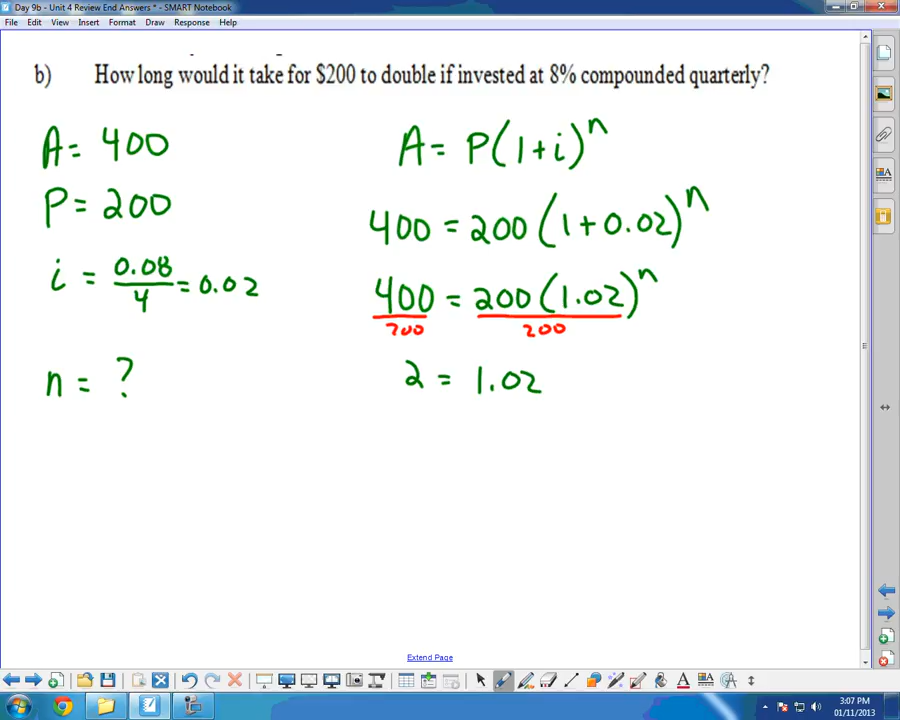 Day 9b - Unit 4 Review End Answers * - SMART Notebook
File Edit View Insert Format Draw Response Help
b) How long would it take for $200 to double if invested at 8% compounded quarterly?
A = 400
A = P(1+i)^n
P = 200
400 = 200(1+0.02)^n
i = 0.08/4 = 0.02
400 = 200(1.02)^n
200 200
n = ?
2 = 1.02
Extend Page
3:07 PM
01/11/2013